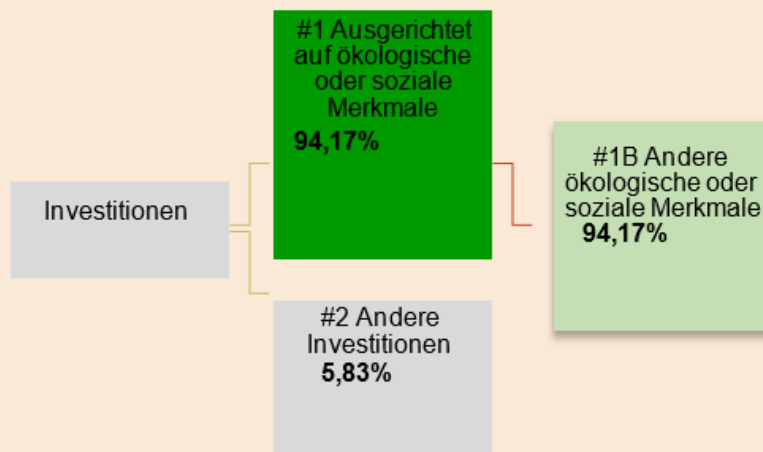 #1 Ausgerichtet
auf ökologische
oder soziale
Merkmale
94,17%
Investitionen
#1B Andere
ökologische oder
soziale Merkmale
94,17%
#2 Andere
Investitionen
5,83%